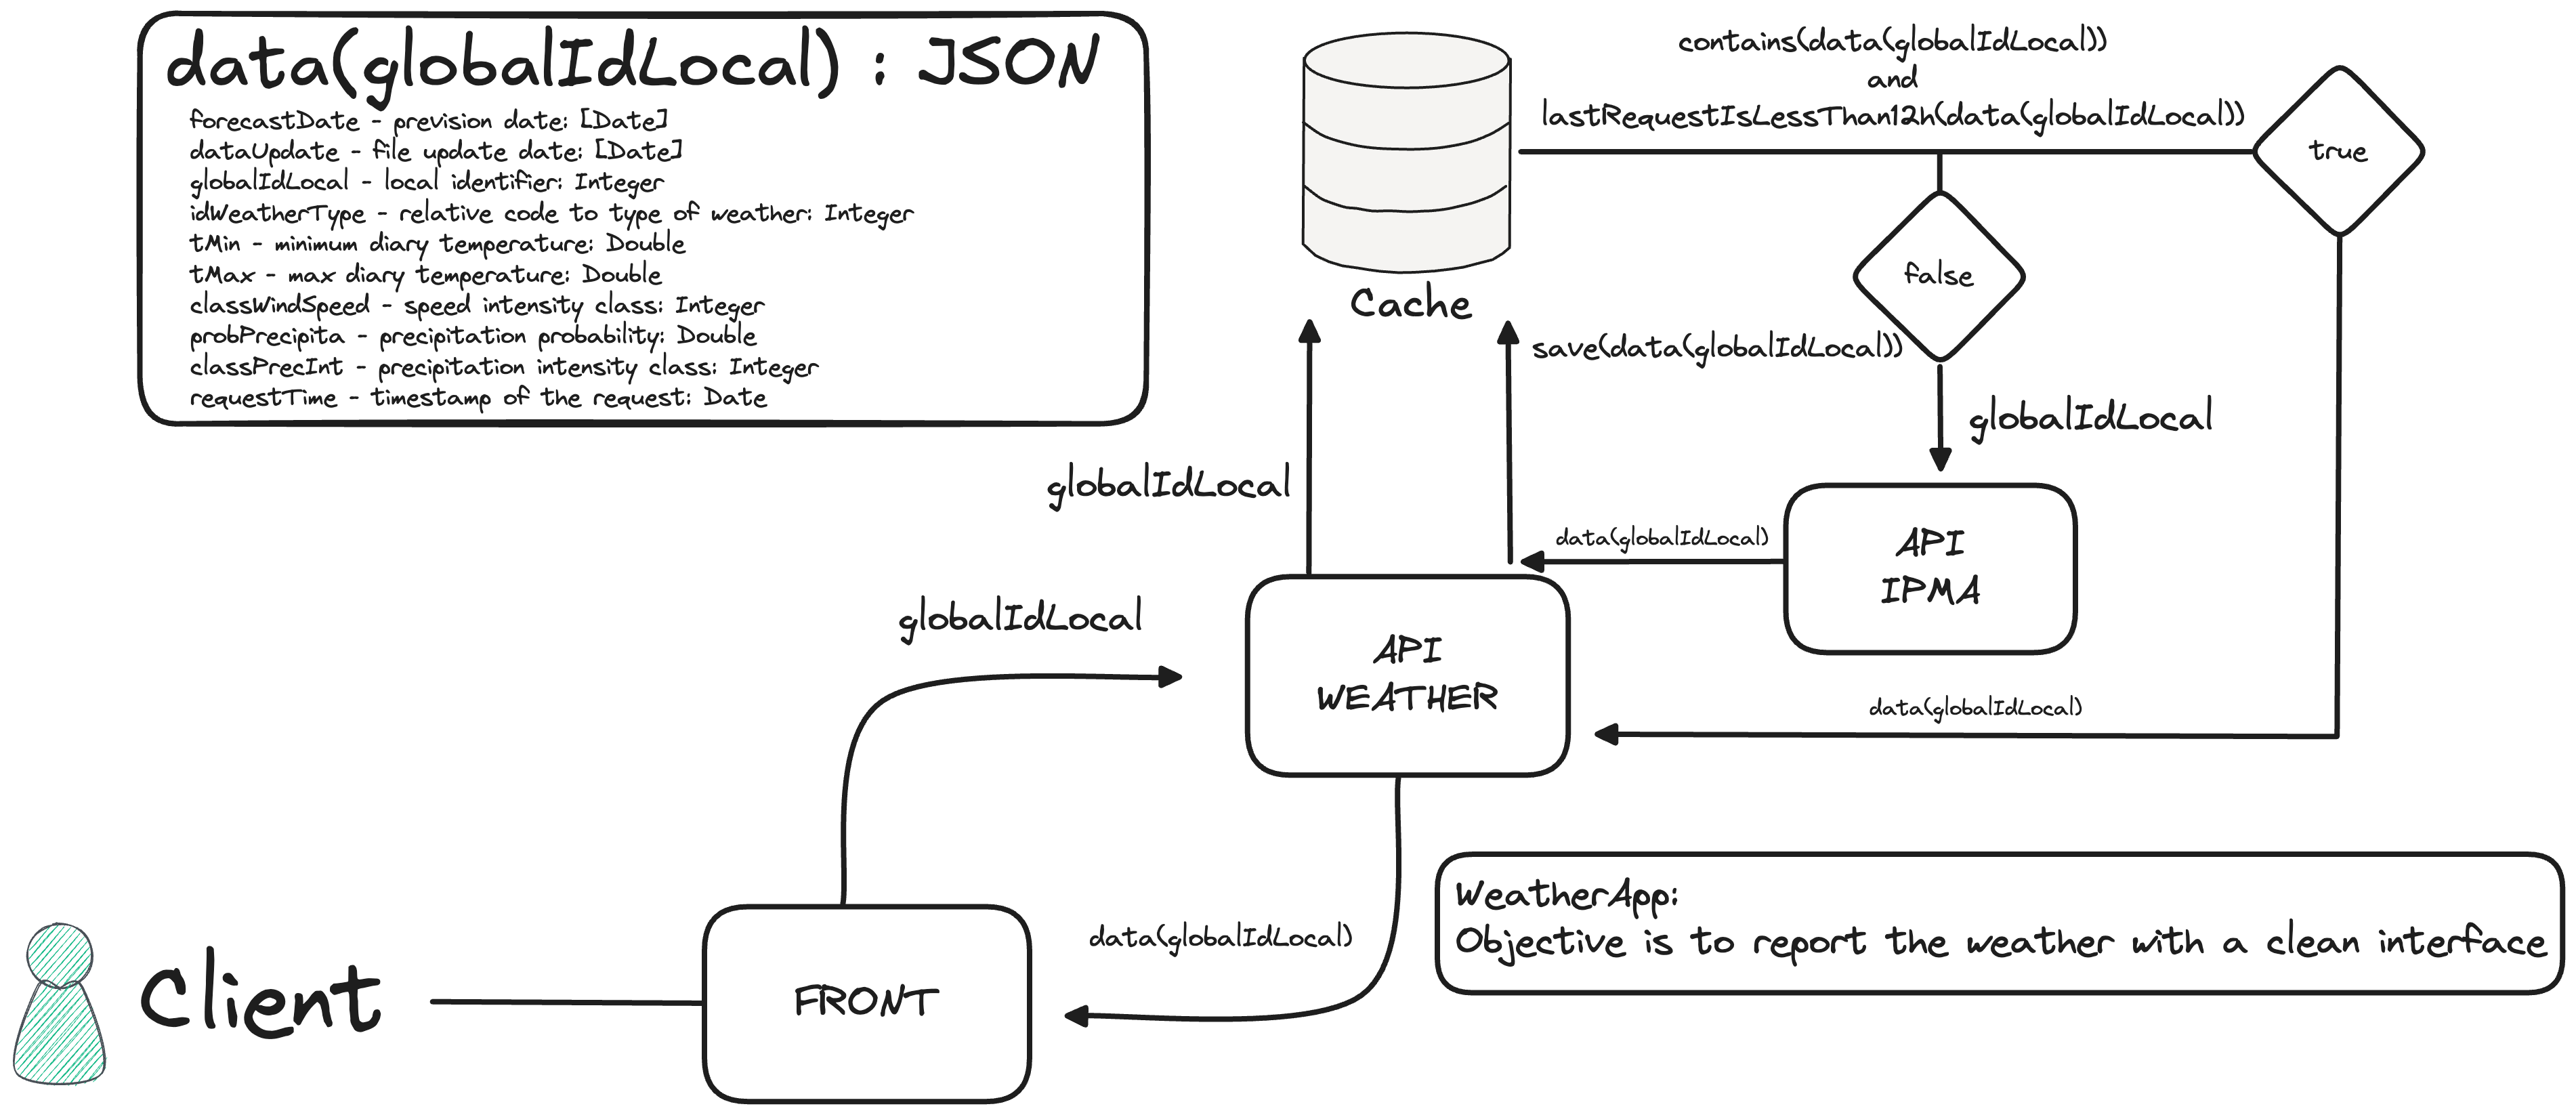 data(globalIdLocal) : JSON
forecastDate - prevision date: [Date]
dataUpdate - file update date: [Date]
globalIdLocal - local identifier: Integer
idWeatherType - relative code to type of weather: Integer
tMin - minimum diary temperature: Double
tMax - max diary temperature: Double
classWindSpeed - speed intensity class: Integer
probPrecipita - precipitation probability: Double
classPrecInt - precipitation intensity class: Integer
requestTime - timestamp of the request: Date
Cache
contains(data(globalIdLocal))
and
lastRequestIsLessThan12h(data(globalIdLocal))
true
false
save(data(globalIdLocal))
globalIdLocal
globalIdLocal
data(globalIdLocal)
API
IPMA
globalIdLocal
API
WEATHER
data(globalIdLocal)
data(globalIdLocal)
WeatherApp:
Objective is to report the weather with a clean interface
Client
FRONT